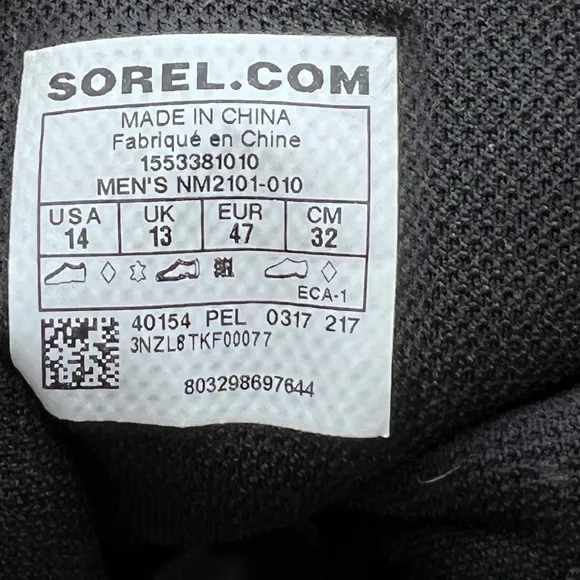 SOREL.COM
MADE IN CHINA
Fabriqué en Chine
1553381010
MEN'S NM2101-010
USA UK EUR CM
14 13 47 32
ECA-1
40154 PEL 0317 217
3NZL8TKF00077
803298697644